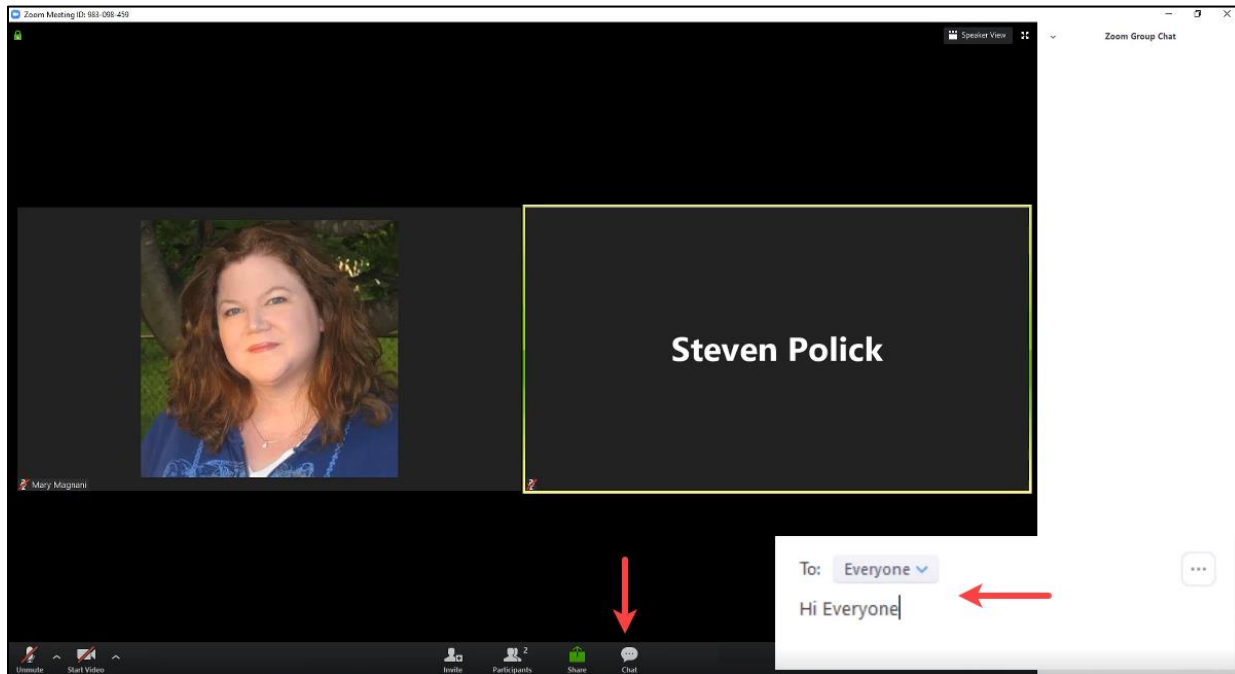 Zoom Meeting ID: 983-098-459
Speaker View
Zoom Group Chat
Steven Polick
Mary Magnani
To: Everyone
Hi Everyone
Unmute
Start Video
Invite
Participants
2
Share
Chat